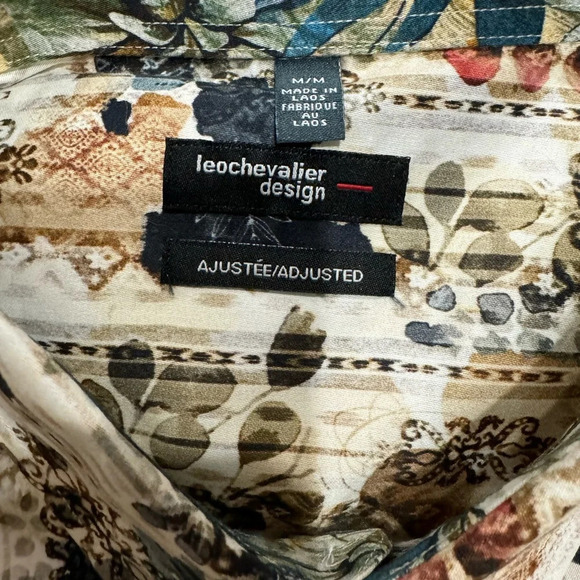 M/M
MADE IN
LAOS
FABRIQUÉ
AU
LAOS
leochevalier
design
AJUSTÉE/ADJUSTED